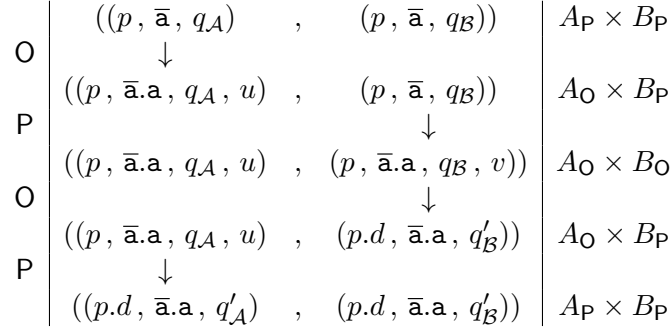 ((p, a̅, q_𝒜) , (p, a̅, q_ℬ)) A_P × B_P
O ↓
((p, a̅.a, q_𝒜, u) , (p, a̅, q_ℬ)) A_O × B_P
P ↓
((p, a̅.a, q_𝒜, u) , (p, a̅.a, q_ℬ, v)) A_O × B_O
O ↓
((p, a̅.a, q_𝒜, u) , (p.d, a̅.a, q′_ℬ)) A_O × B_P
P ↓
((p.d, a̅.a, q′_𝒜) , (p.d, a̅.a, q′_ℬ)) A_P × B_P